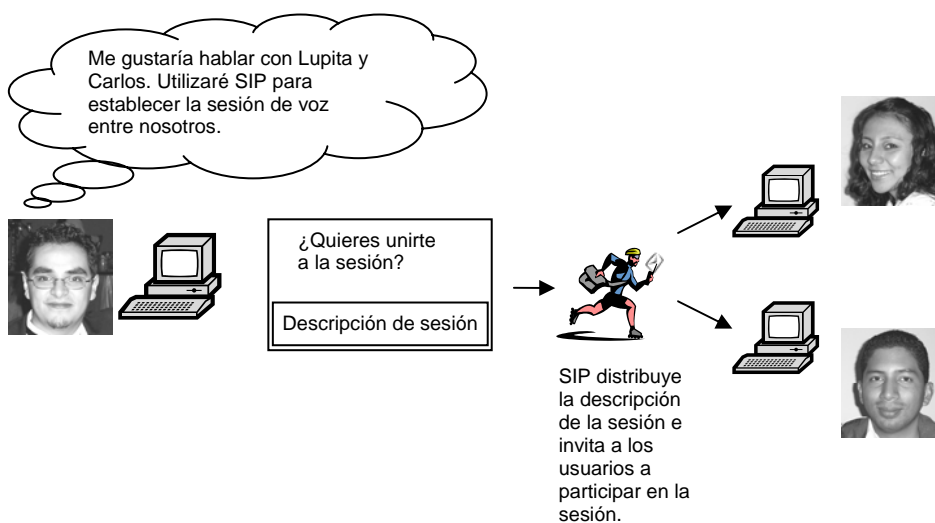 Me gustaría hablar con Lupita y
Carlos. Utilizaré SIP para
establecer la sesión de voz
entre nosotros.
¿Quieres unirte
a la sesión?
Descripción de sesión
SIP distribuye
la descripción
de la sesión e
invita a los
usuarios a
participar en la
sesión.